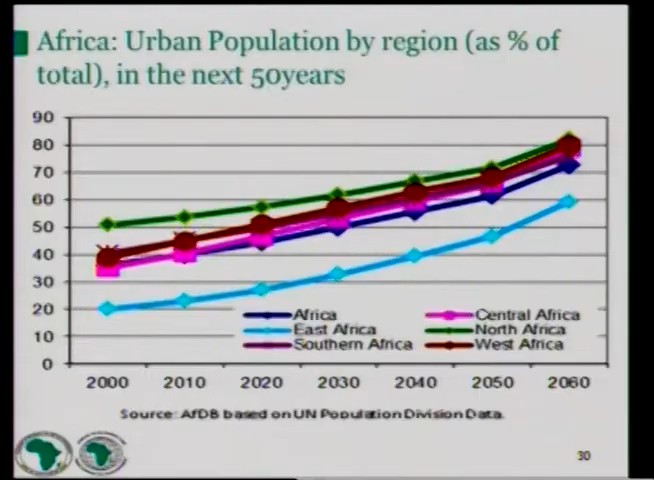 Africa: Urban Population by region (as % of
total), in the next 50years
90
80
70
60
50
40
30
20
10
0
Africa
Central Africa
East Africa
North Africa
Southern Africa
West Africa
2000 2010 2020 2030 2040 2050 2060
Source: AfDB based on UN Population Division Data.
30